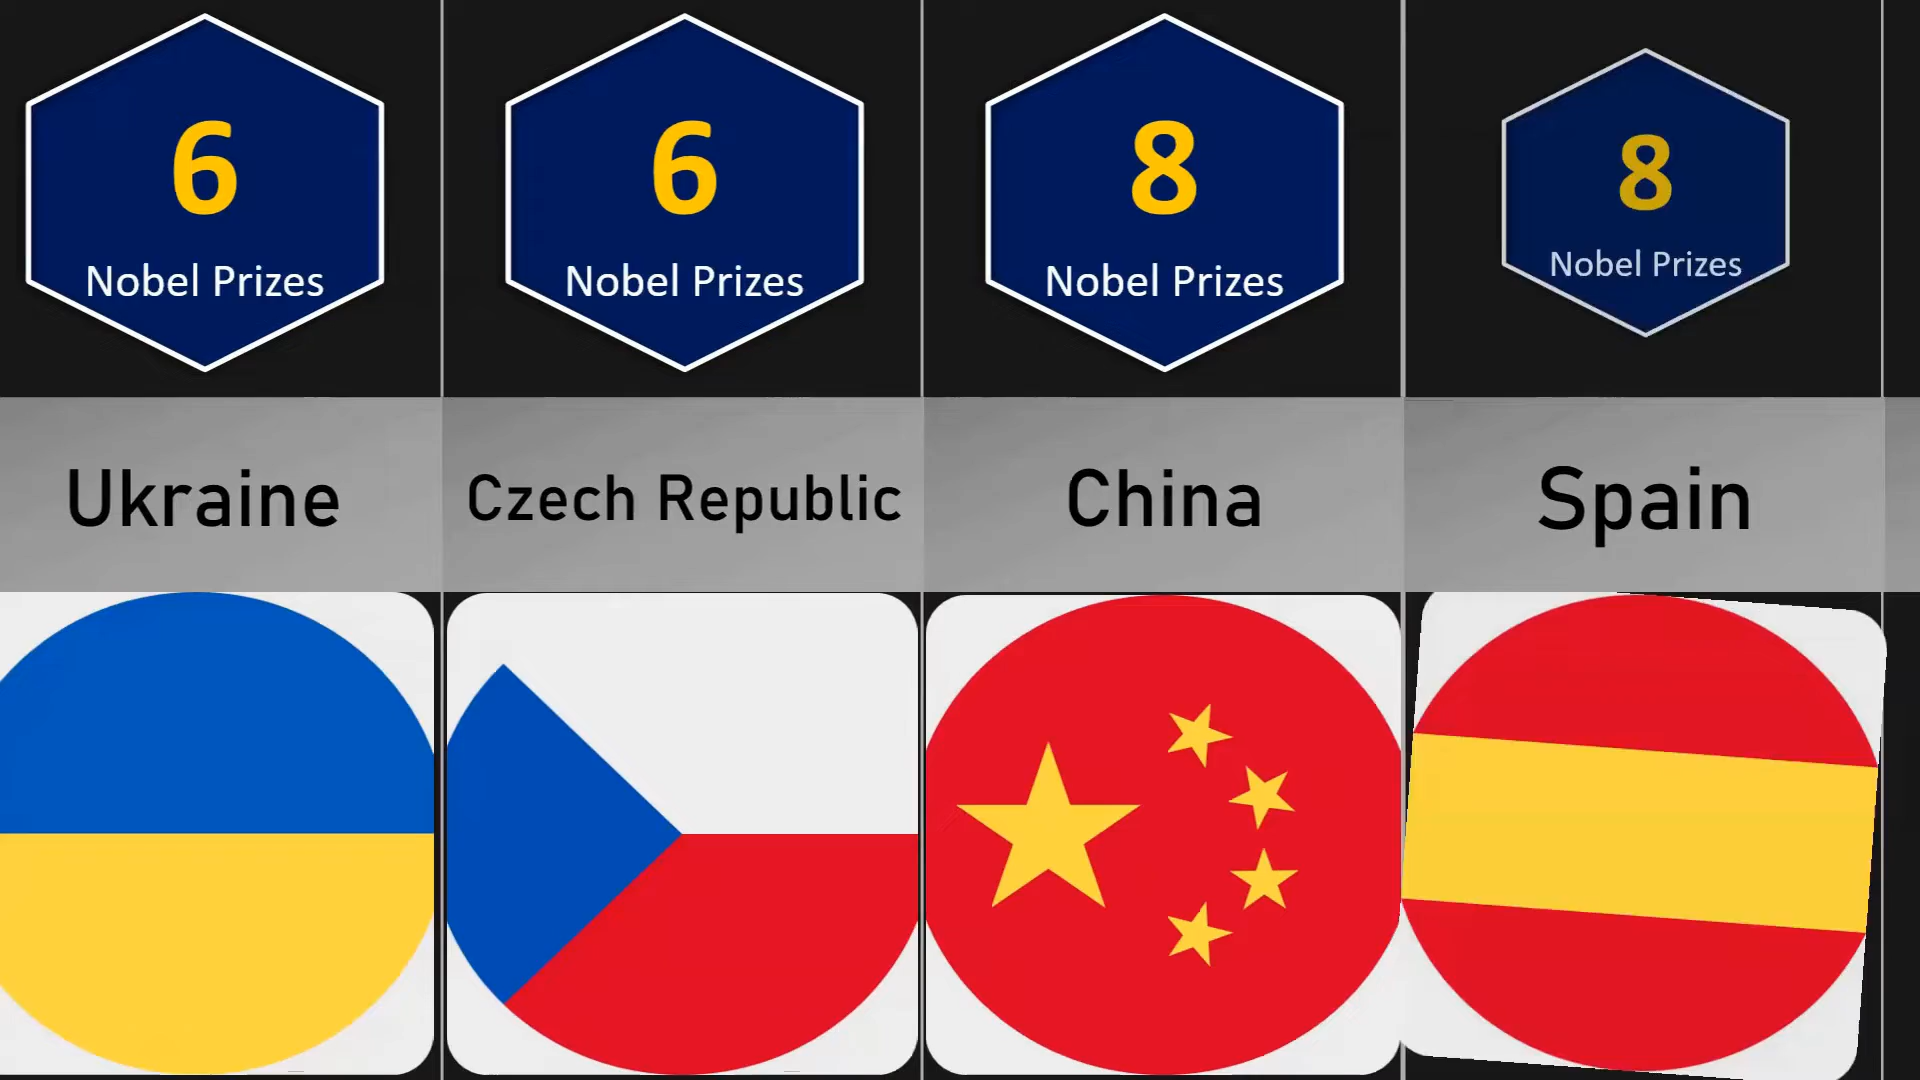 6
Nobel Prizes
6
Nobel Prizes
8
Nobel Prizes
8
Nobel Prizes
Ukraine
Czech Republic
China
Spain